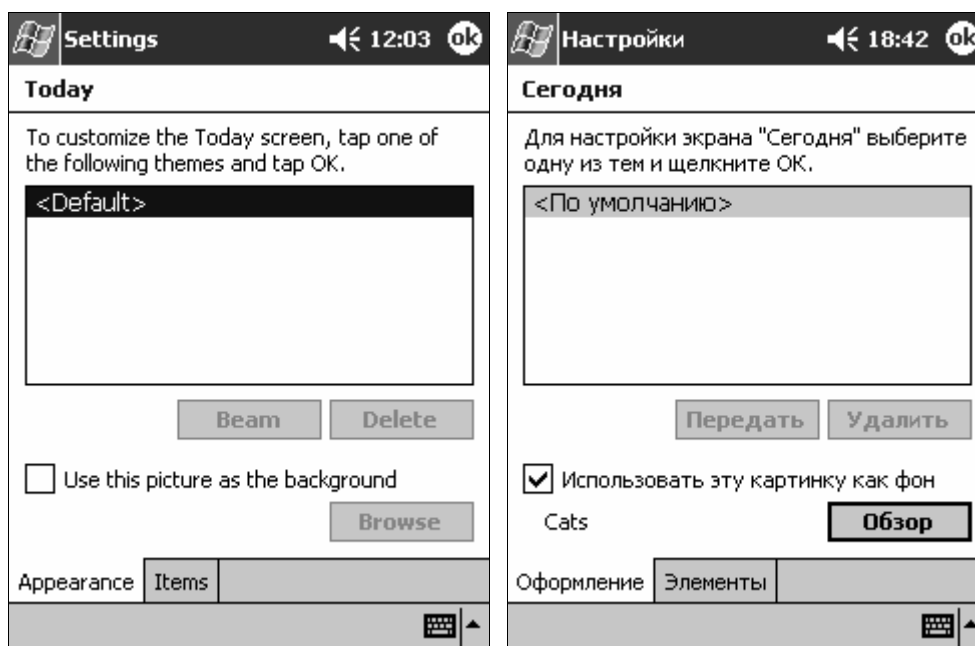 Settings 12:03 ok
Today
To customize the Today screen, tap one of
the following themes and tap OK.
<Default>
Beam Delete
Use this picture as the background
Browse
Appearance Items
Настройки 18:42 ok
Сегодня
Для настройки экрана "Сегодня" выберите
одну из тем и щелкните OK.
<По умолчанию>
Передать Удалить
Использовать эту картинку как фон
Cats Обзор
Оформление Элементы